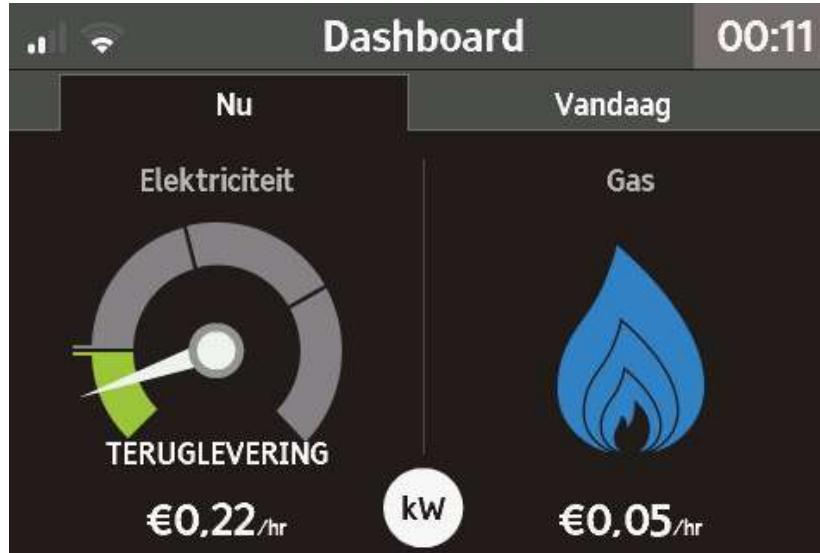 Dashboard
00:11
Nu
Vandaag
Elektriciteit
Gas
TERUGLEVERING
€0,22/hr
kW
€0,05/hr